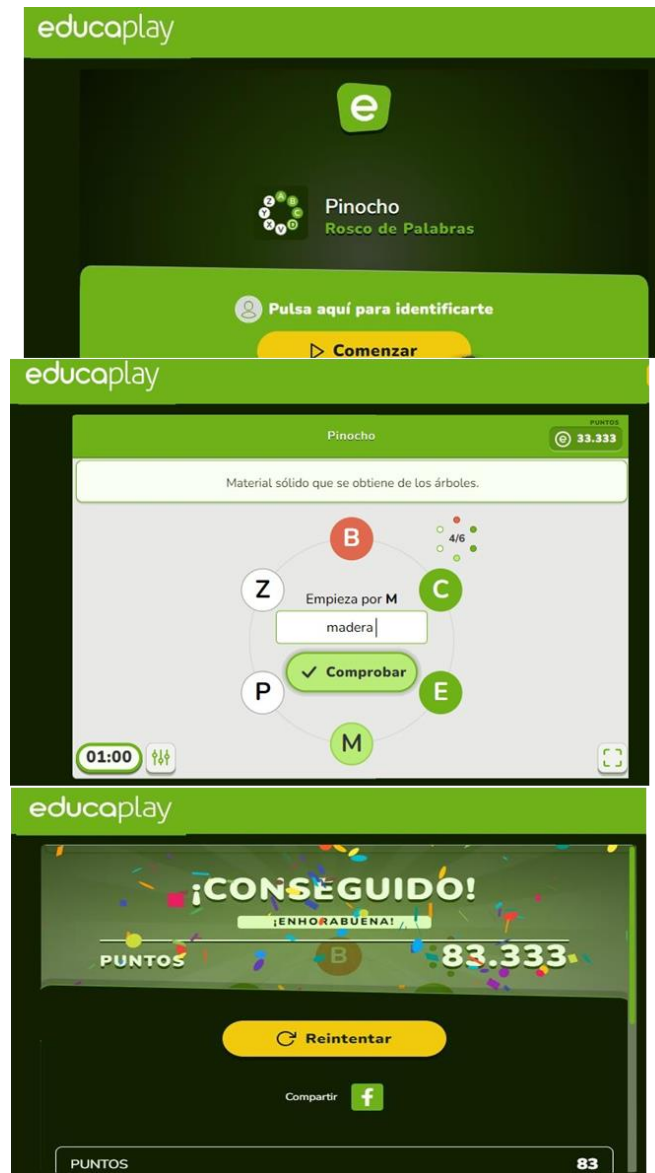 educaplay
e
Z A B C D V X Y
Pinocho
Rosco de Palabras
Pulsa aquí para identificarte
Comenzar
educaplay
Pinocho
PUNTOS
e 33.333
Material sólido que se obtiene de los árboles.
B
4/6
Z
Empieza por M
C
madera
Comprobar
P
E
M
01:00
educaplay
¡CONSEGUIDO!
¡ENHORABUENA!
PUNTOS
B
83.333
Reintentar
Compartir
f
PUNTOS
83